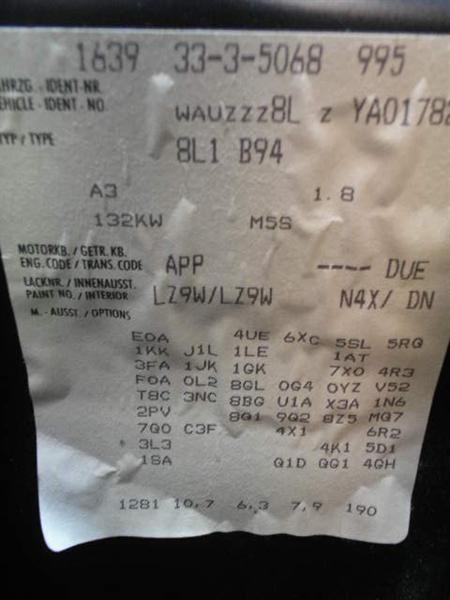 1639 33-3-5068 995
FAHRZG.-IDENT-NR.
VEHICLE-IDENT-NO. WAUZZZ8L Z YA01782
TYP/TYPE 8L1 B94
A3 1.8
132KW M5S
MOTORKB./GETR.KB.
ENG.CODE/TRANS.CODE APP ---- DUE
LACKNR./INNENAUSST.
PAINT NO./INTERIOR LZ9W/LZ9W N4X/ DN
M.-AUSST./OPTIONS
E0A 4UE 6XC 5SL 5RG
1KK J1L 1LE 1AT
3FA 1JK 1GK 7X0 4R3
F0A 0L2 8GL 0G4 0YZ V52
T8C 3NC 8BG U1A X3A 1N6
2PV 8Q1 9Q2 8Z5 MG7
7Q0 C3F 4X1 6R2
3L3 4K1 5D1
1SA Q1D QG1 4GH
1281 10,7 6,3 7,9 190